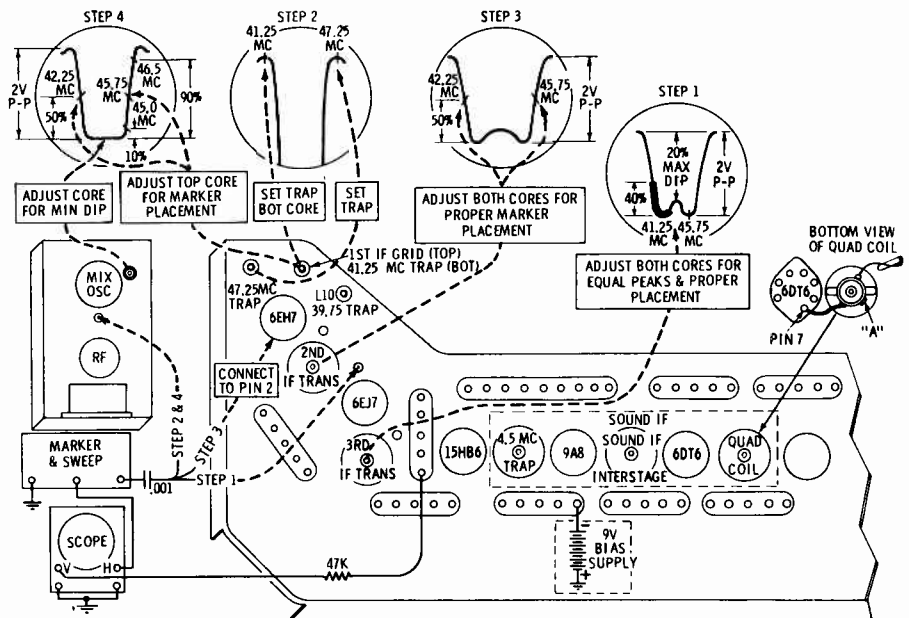 STEP 4
STEP 2
STEP 3
STEP 1
2V
P-P
42.25
MC
50%
45.75
MC
46.5
MC
45.0
MC
90%
10%
41.25
MC
47.25
MC
42.25
MC
50%
45.75
MC
2V
P-P
20%
MAX
DIP
2V
P-P
40%
41.25
MC
45.75
MC
ADJUST CORE
FOR MIN DIP
ADJUST TOP CORE
FOR MARKER
PLACEMENT
SET TRAP
BOT CORE
SET
TRAP
ADJUST BOTH CORES FOR
PROPER MARKER
PLACEMENT
ADJUST BOTH CORES FOR
EQUAL PEAKS & PROPER
PLACEMENT
BOTTOM VIEW
OF QUAD COIL
6DT6
PIN 7
"A"
MIX
OSC
RF
47.25MC
TRAP
1ST IF GRID (TOP)
41.25 MC TRAP (BOT)
L10
39.75 TRAP
6EH7
CONNECT
TO PIN 2
2ND
IF TRANS
6EJ7
3RD
IF TRANS
STEP 2 & 4
STEP 3
STEP 1
MARKER
& SWEEP
.001
SCOPE
V
H
47K
15HB6
4.5 MC
TRAP
9A8
SOUND IF
SOUND IF
INTERSTAGE
6DT6
QUAD
COIL
9V
BIAS
SUPPLY
-
+